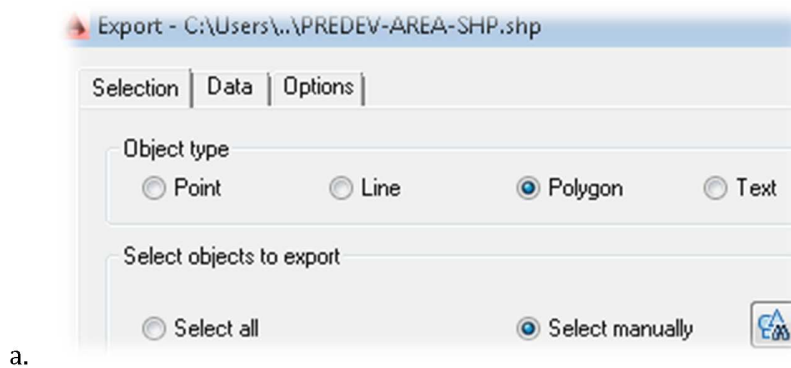 Export - C:\Users\..\PREDEV-AREA-SHP.shp
Selection Data Options
Object type
Point Line Polygon Text
Select objects to export
Select all Select manually
a.